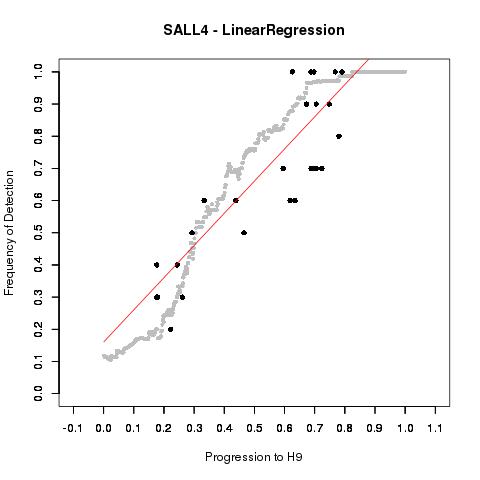 SALL4 - LinearRegression
Frequency of Detection
1.0
0.9
0.8
0.7
0.6
0.5
0.4
0.3
0.2
0.1
0.0
-0.1 0.0 0.1 0.2 0.3 0.4 0.5 0.6 0.7 0.8 0.9 1.0 1.1
Progression to H9